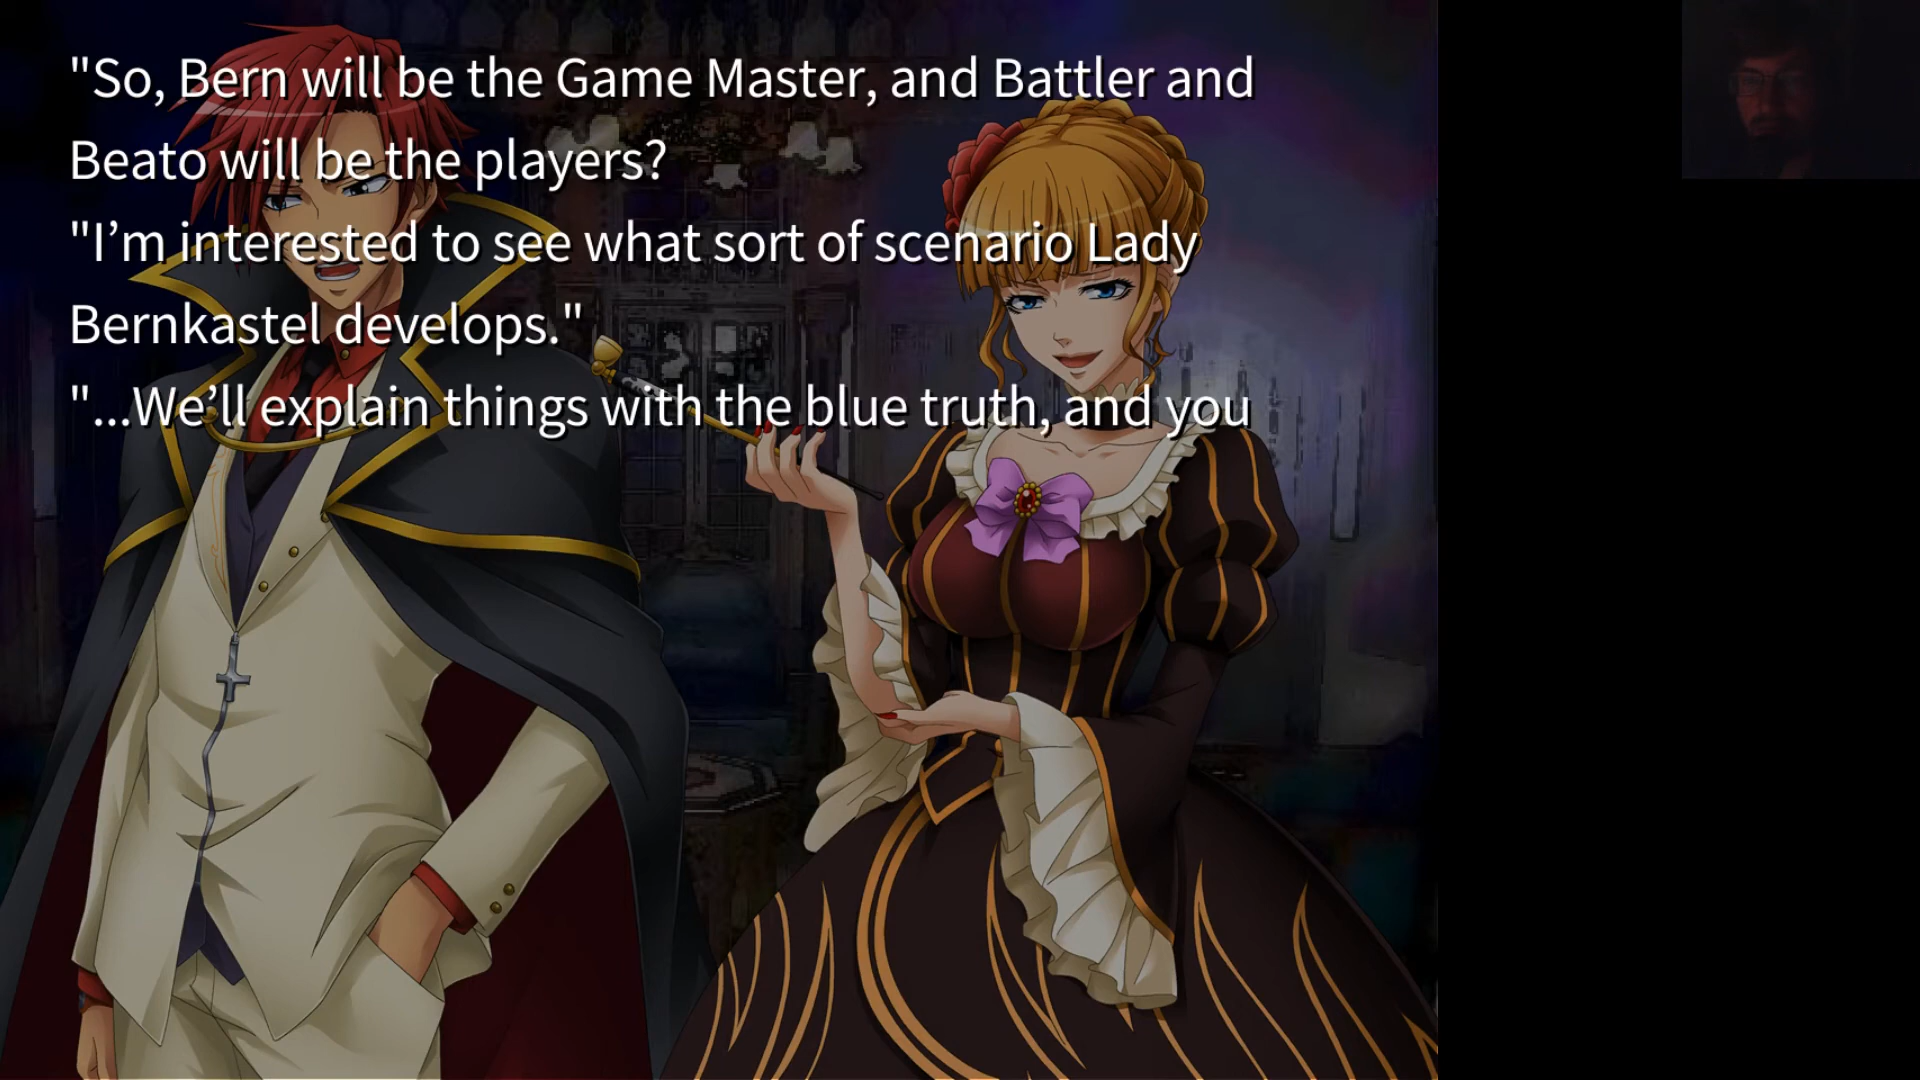 "So, Bern will be the Game Master, and Battler and
Beato will be the players?
"I’m interested to see what sort of scenario Lady
Bernkastel develops."
"...We’ll explain things with the blue truth, and you